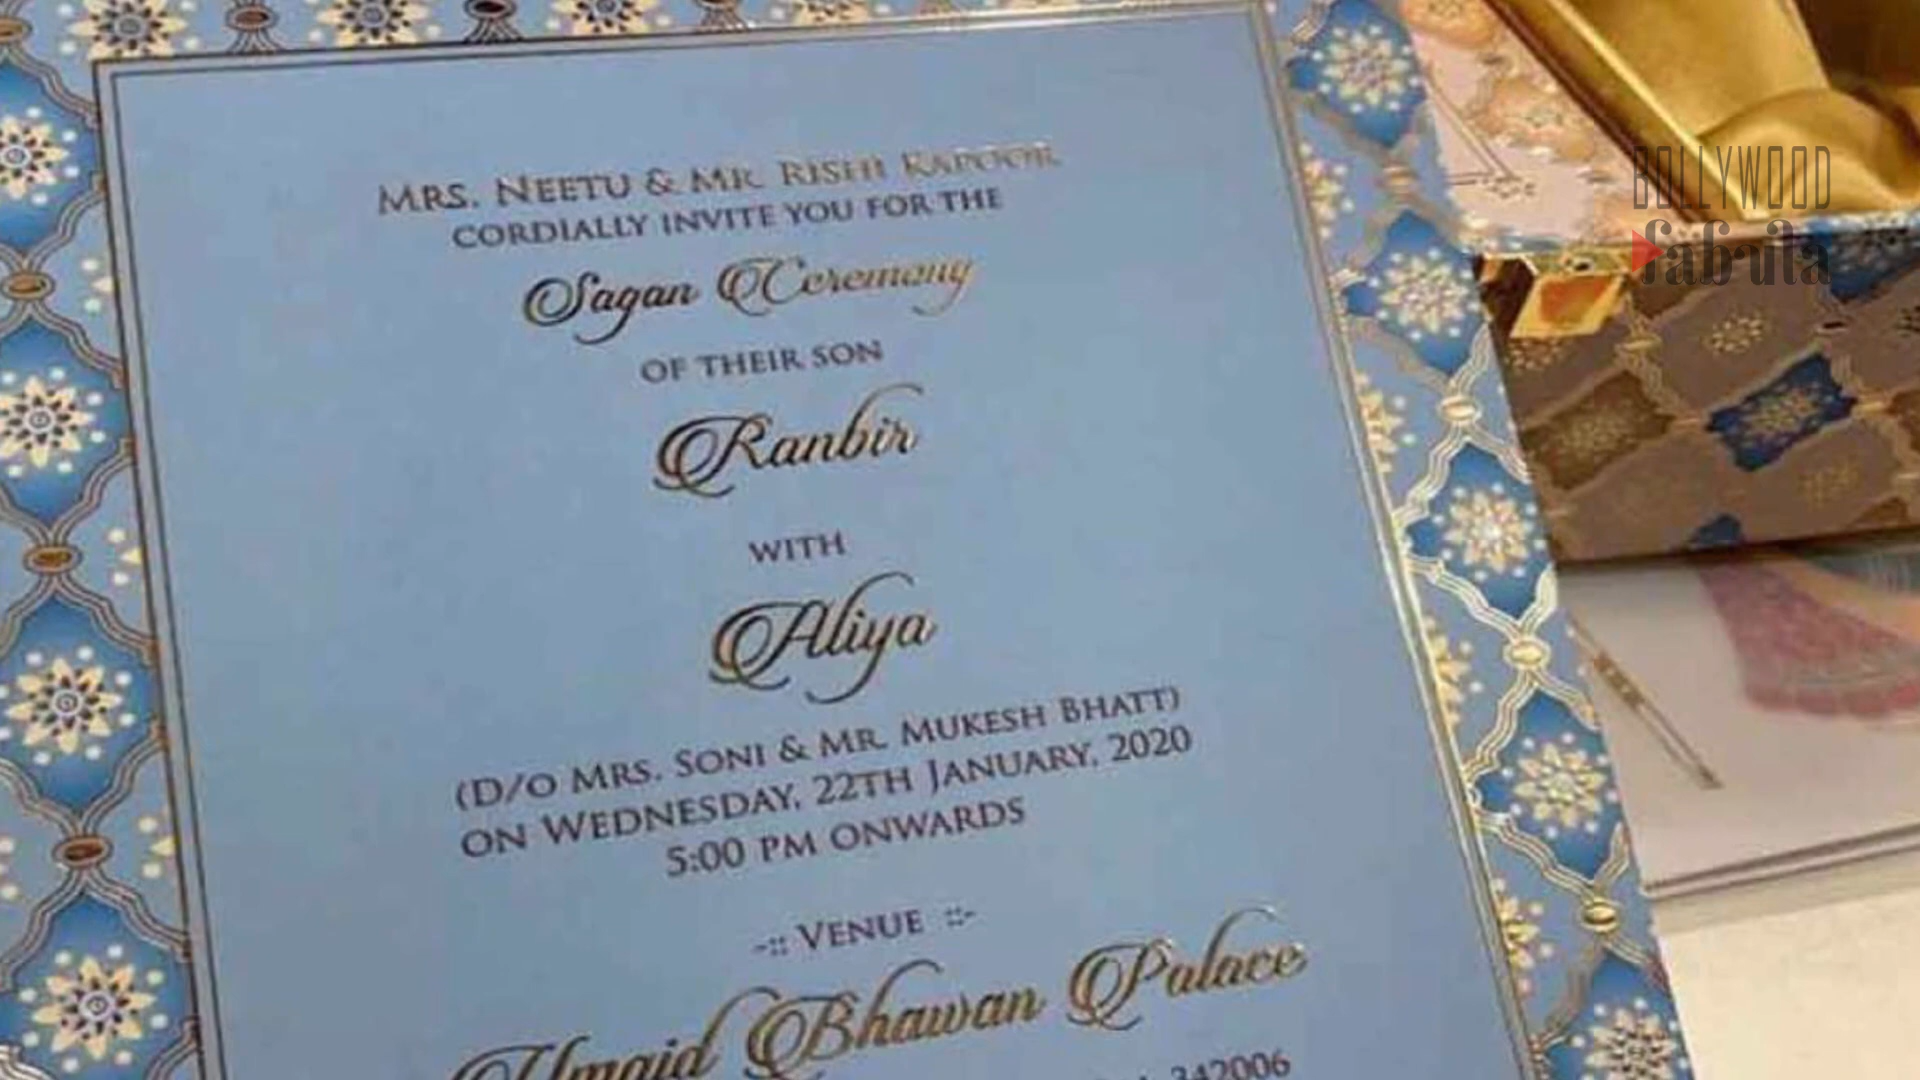 MRS. NEETU & MR. RISHI KAPOOR
CORDIALLY INVITE YOU FOR THE
Sagan Ceremony
OF THEIR SON
Ranbir
WITH
Aliya
(D/O MRS. SONI & MR. MUKESH BHATT)
ON WEDNESDAY, 22TH JANUARY, 2020
5:00 PM ONWARDS
-:: VENUE ::-
Umaid Bhawan Palace
342006
BOLLYWOOD
fabula